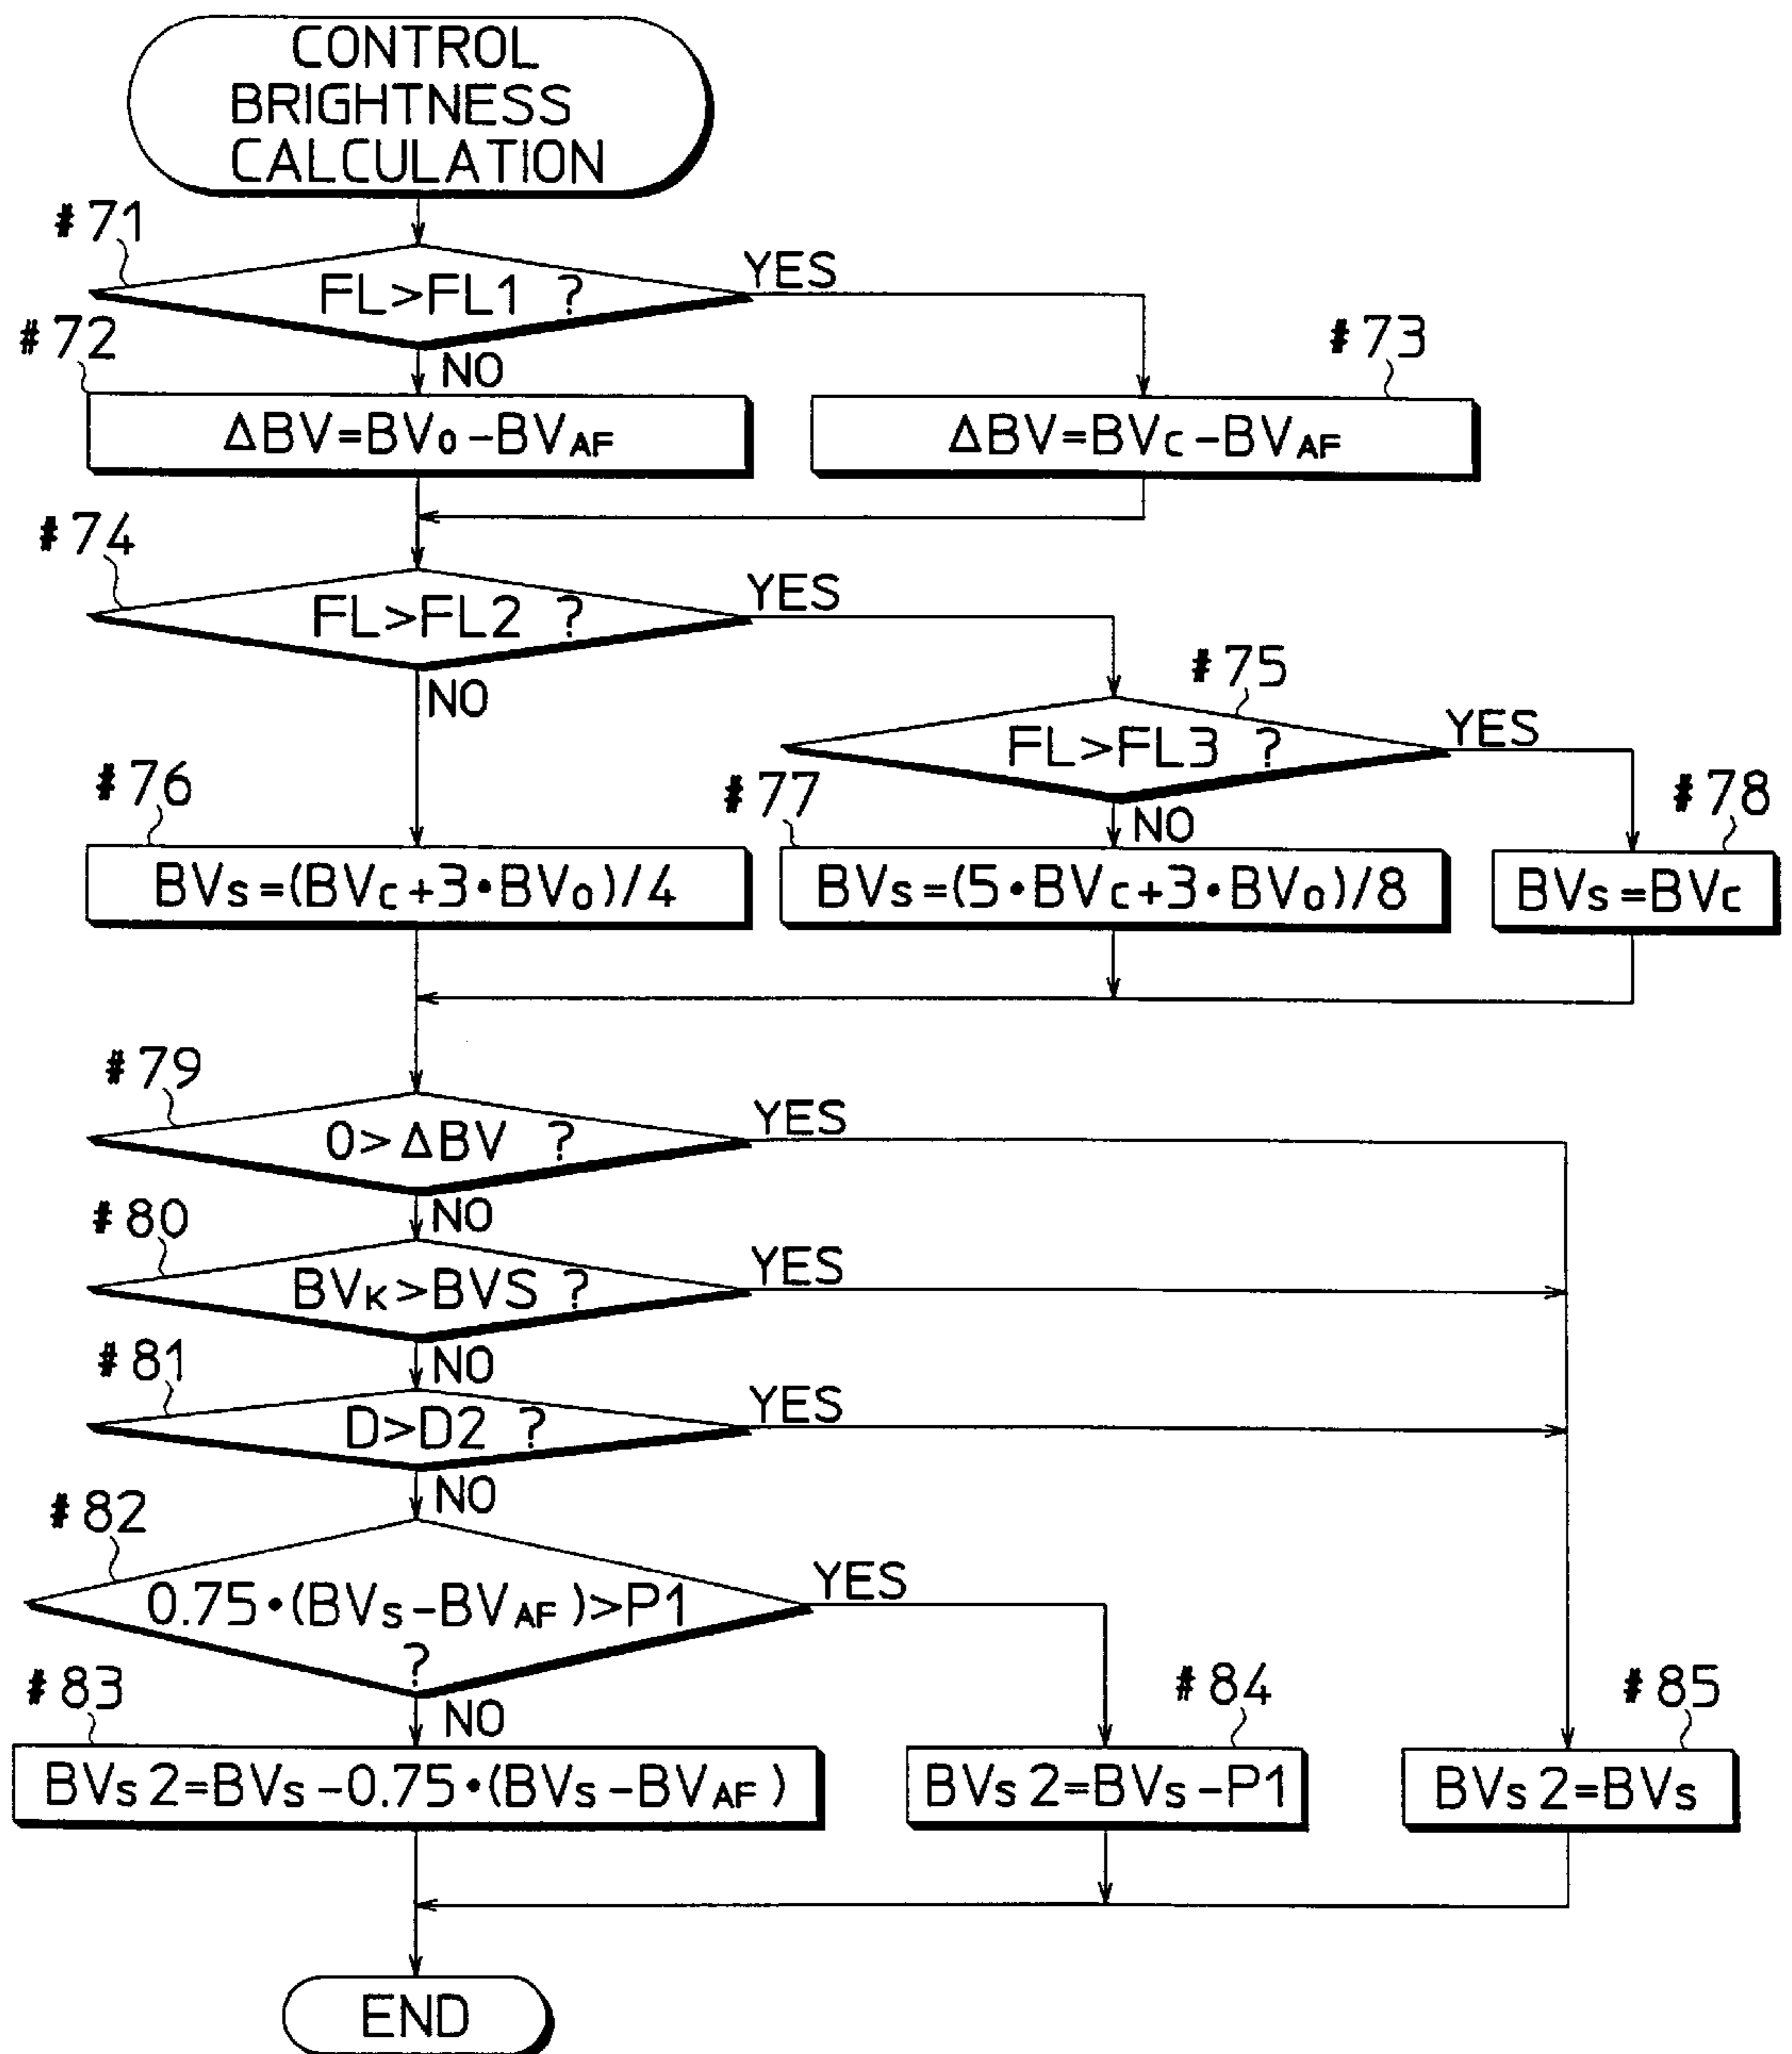 CONTROL
BRIGHTNESS
CALCULATION
#71
FL>FL1 ?
YES
NO
#72
ΔBV=BVo-BVAF
#73
ΔBV=BVc-BVAF
#74
FL>FL2 ?
YES
NO
#75
FL>FL3 ?
YES
NO
#76
BVs=(BVc+3•BVo)/4
#77
BVs=(5•BVc+3•BVo)/8
#78
BVs=BVc
#79
0>ΔBV ?
YES
NO
#80
BVK>BVS ?
YES
NO
#81
D>D2 ?
YES
NO
#82
0.75•(BVs-BVAF)>P1
?
YES
NO
#83
BVs2=BVs-0.75•(BVs-BVAF)
#84
BVs2=BVs-P1
#85
BVs2=BVs
END